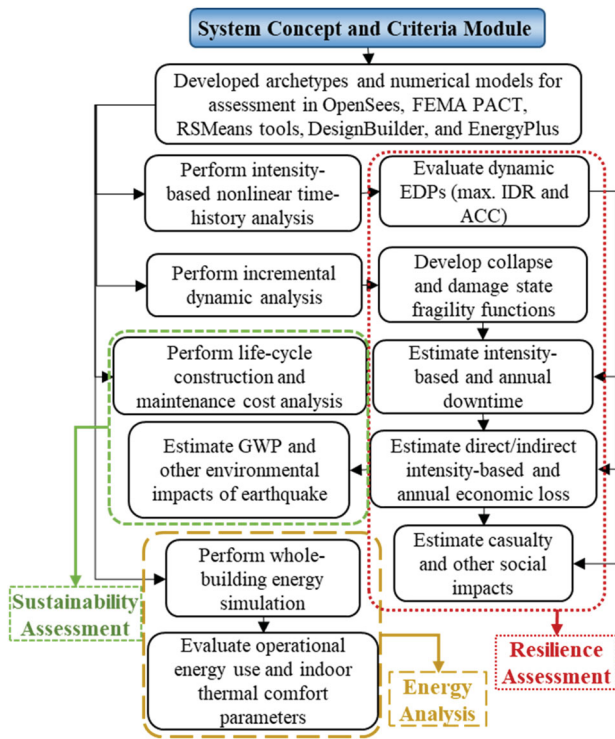 System Concept and Criteria Module
Developed archetypes and numerical models for
assessment in OpenSees, FEMA PACT,
RSMeans tools, DesignBuilder, and EnergyPlus
Perform intensity-
based nonlinear time-
history analysis
Evaluate dynamic
EDPs (max. IDR and
ACC)
Perform incremental
dynamic analysis
Develop collapse
and damage state
fragility functions
Perform life-cycle
construction and
maintenance cost analysis
Estimate intensity-
based and annual
downtime
Estimate GWP and
other environmental
impacts of earthquake
Estimate direct/indirect
intensity-based and
annual economic loss
Perform whole-
building energy
simulation
Estimate casualty
and other social
impacts
Sustainability
Assessment
Evaluate operational
energy use and indoor
thermal comfort
parameters
Energy
Analysis
Resilience
Assessment